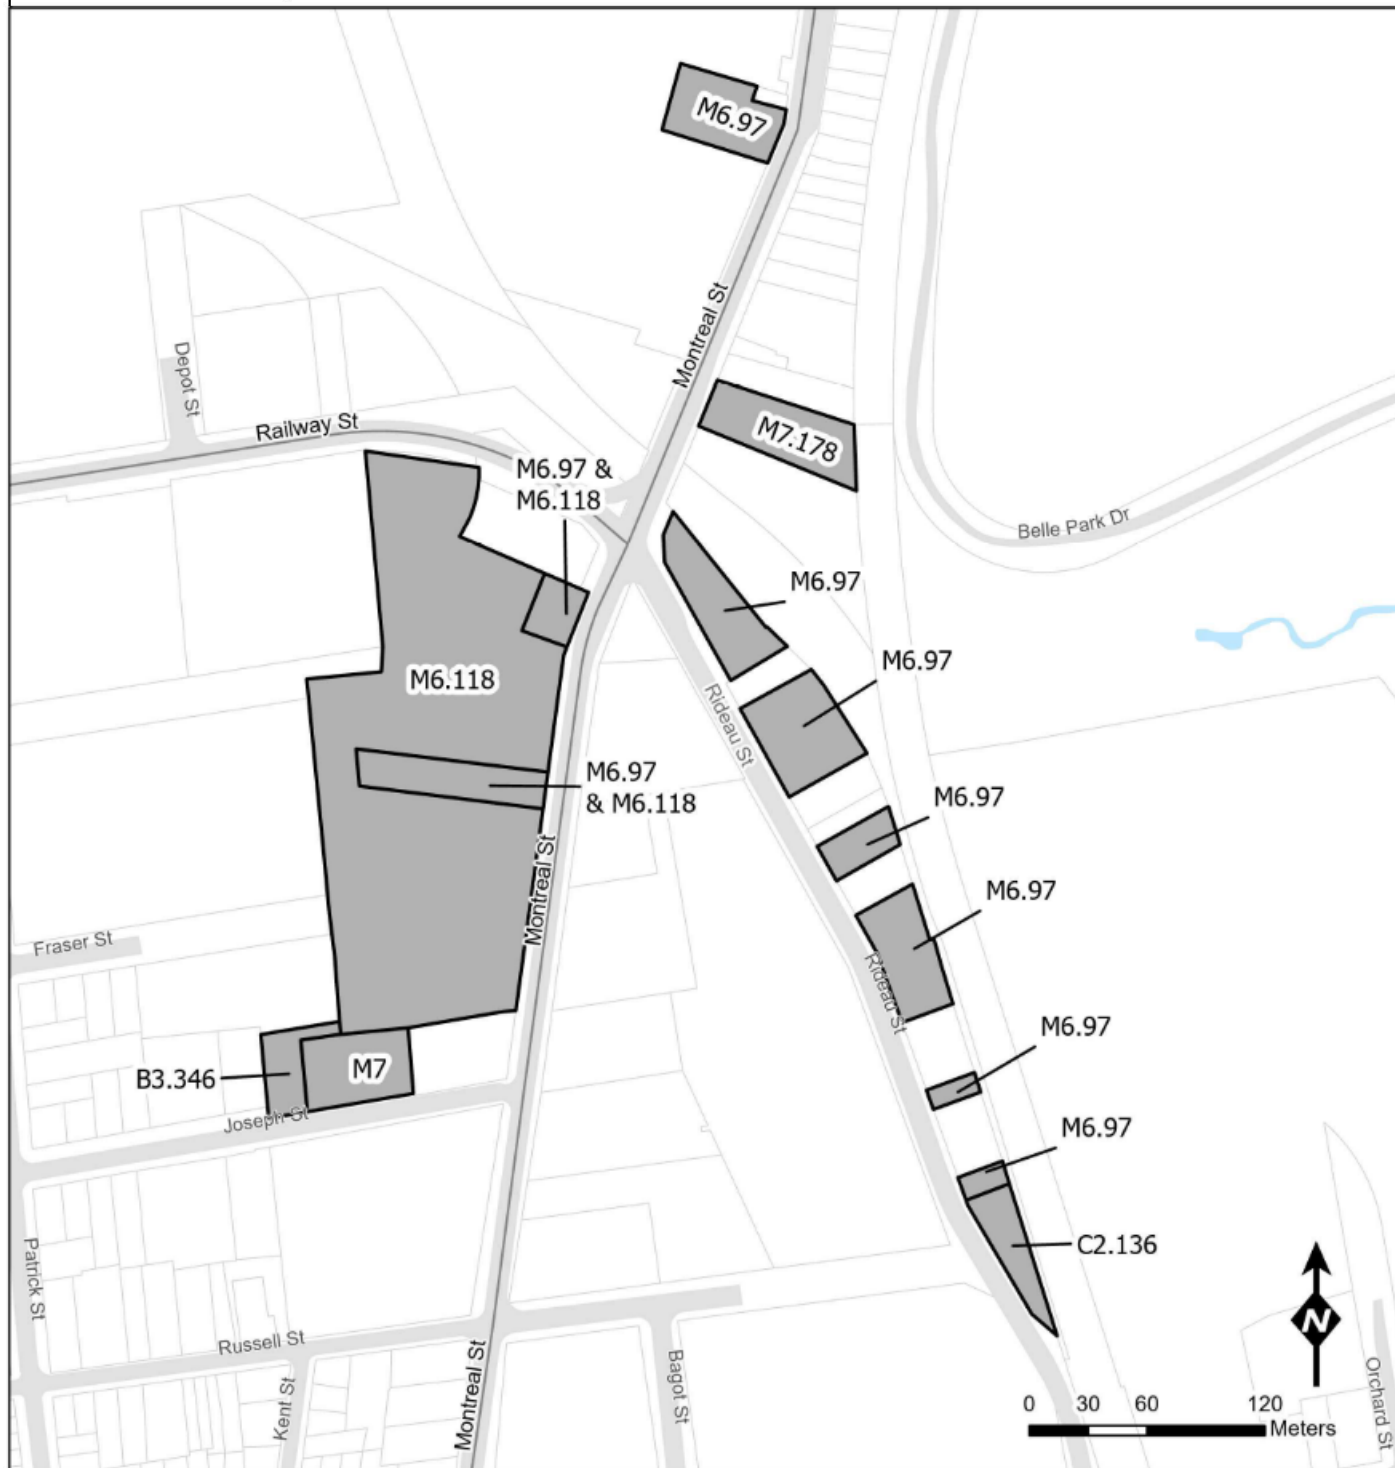 M6.97
Montreal St
Depot St
Railway St
M7.178
M6.97 &
M6.118
Belle Park Dr
M6.97
M6.97
M6.118
Rideau St
M6.97
& M6.118
M6.97
Montreal St
M6.97
Fraser St
Rideau St
M6.97
M7
B3.346
Joseph St
M6.97
C2.136
Patrick St
Russell St
N
Kent St
Montreal St
Bagot St
Orchard St
0 30 60 120
Meters